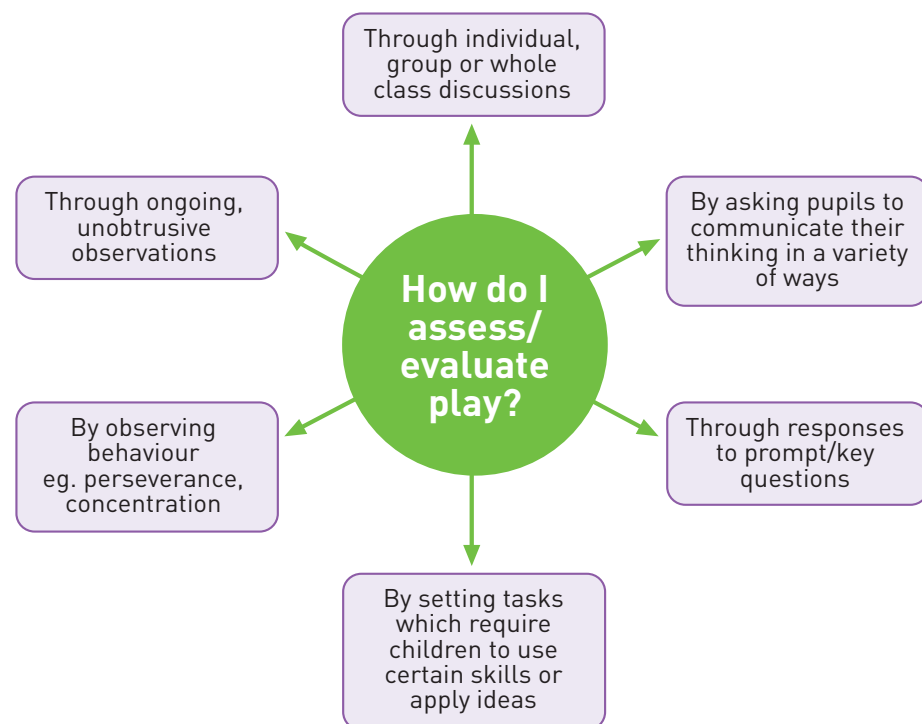 Through individual,
group or whole
class discussions
Through ongoing,
unobtrusive
observations
By asking pupils to
communicate their
thinking in a variety
of ways
How do I
assess/
evaluate
play?
By observing
behaviour
eg. perseverance,
concentration
Through responses
to prompt/key
questions
By setting tasks
which require
children to use
certain skills or
apply ideas